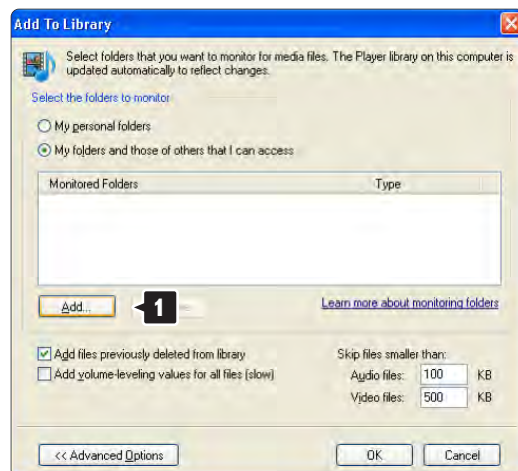 Add To Library
Select folders that you want to monitor for media files. The Player library on this computer is
updated automatically to reflect changes.
Select the folders to monitor
My personal folders
My folders and those of others that I can access
Monitored Folders Type
Add... 1 Learn more about monitoring folders
Add files previously deleted from library Skip files smaller than:
Add volume-leveling values for all files (slow) Audio files: 100 KB
Video files: 500 KB
<< Advanced Options OK Cancel